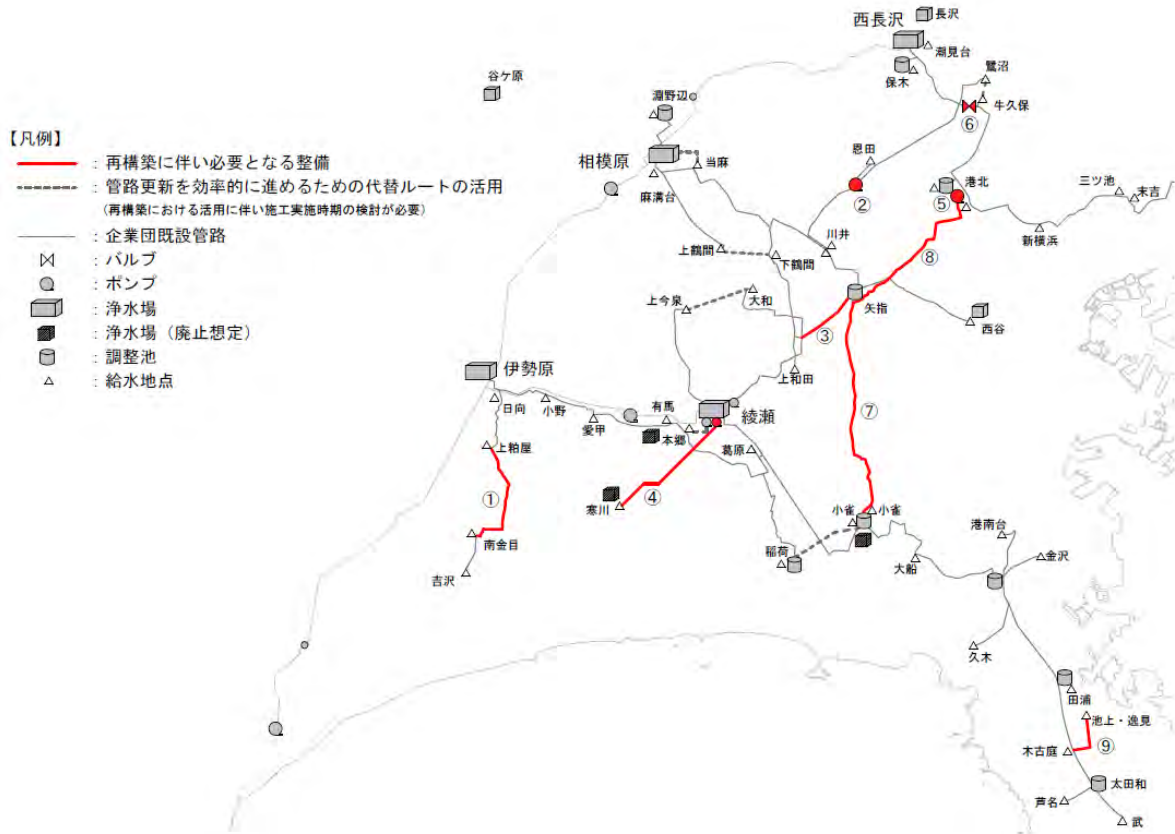 西長沢
長沢
潮見台
鷺沼
保木
牛久保
⑥
谷ケ原
淵野辺
【凡例】
: 再構築に伴い必要となる整備
: 管路更新を効率的に進めるための代替ルートの活用
(再構築における活用に伴い施工実施時期の検討が必要)
: 企業団既設管路
: バルブ
: ポンプ
: 浄水場
: 浄水場（廃止想定）
: 調整池
: 給水地点
相模原
当麻
麻溝台
恩田
②
港北
⑤
三ツ池
末吉
新横浜
川井
上鶴間
下鶴間
⑧
上今泉
大和
矢指
西谷
③
上和田
伊勢原
日向
小野
愛甲
有馬
本郷
綾瀬
葛原
⑦
上粕屋
①
寒川
④
南金目
吉沢
小雀
小雀
稲荷
大船
港南台
金沢
久木
田浦
池上・逸見
木古庭
⑨
太田和
芦名
武